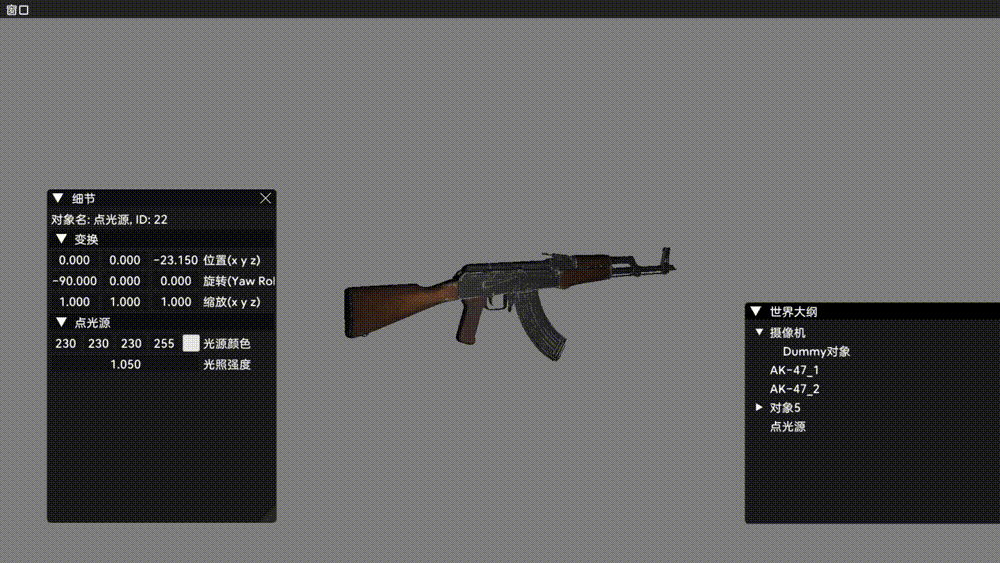 窗口
细节
对象名: 点光源, ID: 22
变换
0.000 0.000 -23.150 位置(x y z)
-90.000 0.000 0.000 旋转(Yaw Rol
1.000 1.000 1.000 缩放(x y z)
点光源
230 230 230 255 光源颜色
1.050 光照强度
世界大纲
摄像机
Dummy对象
AK-47_1
AK-47_2
对象5
点光源